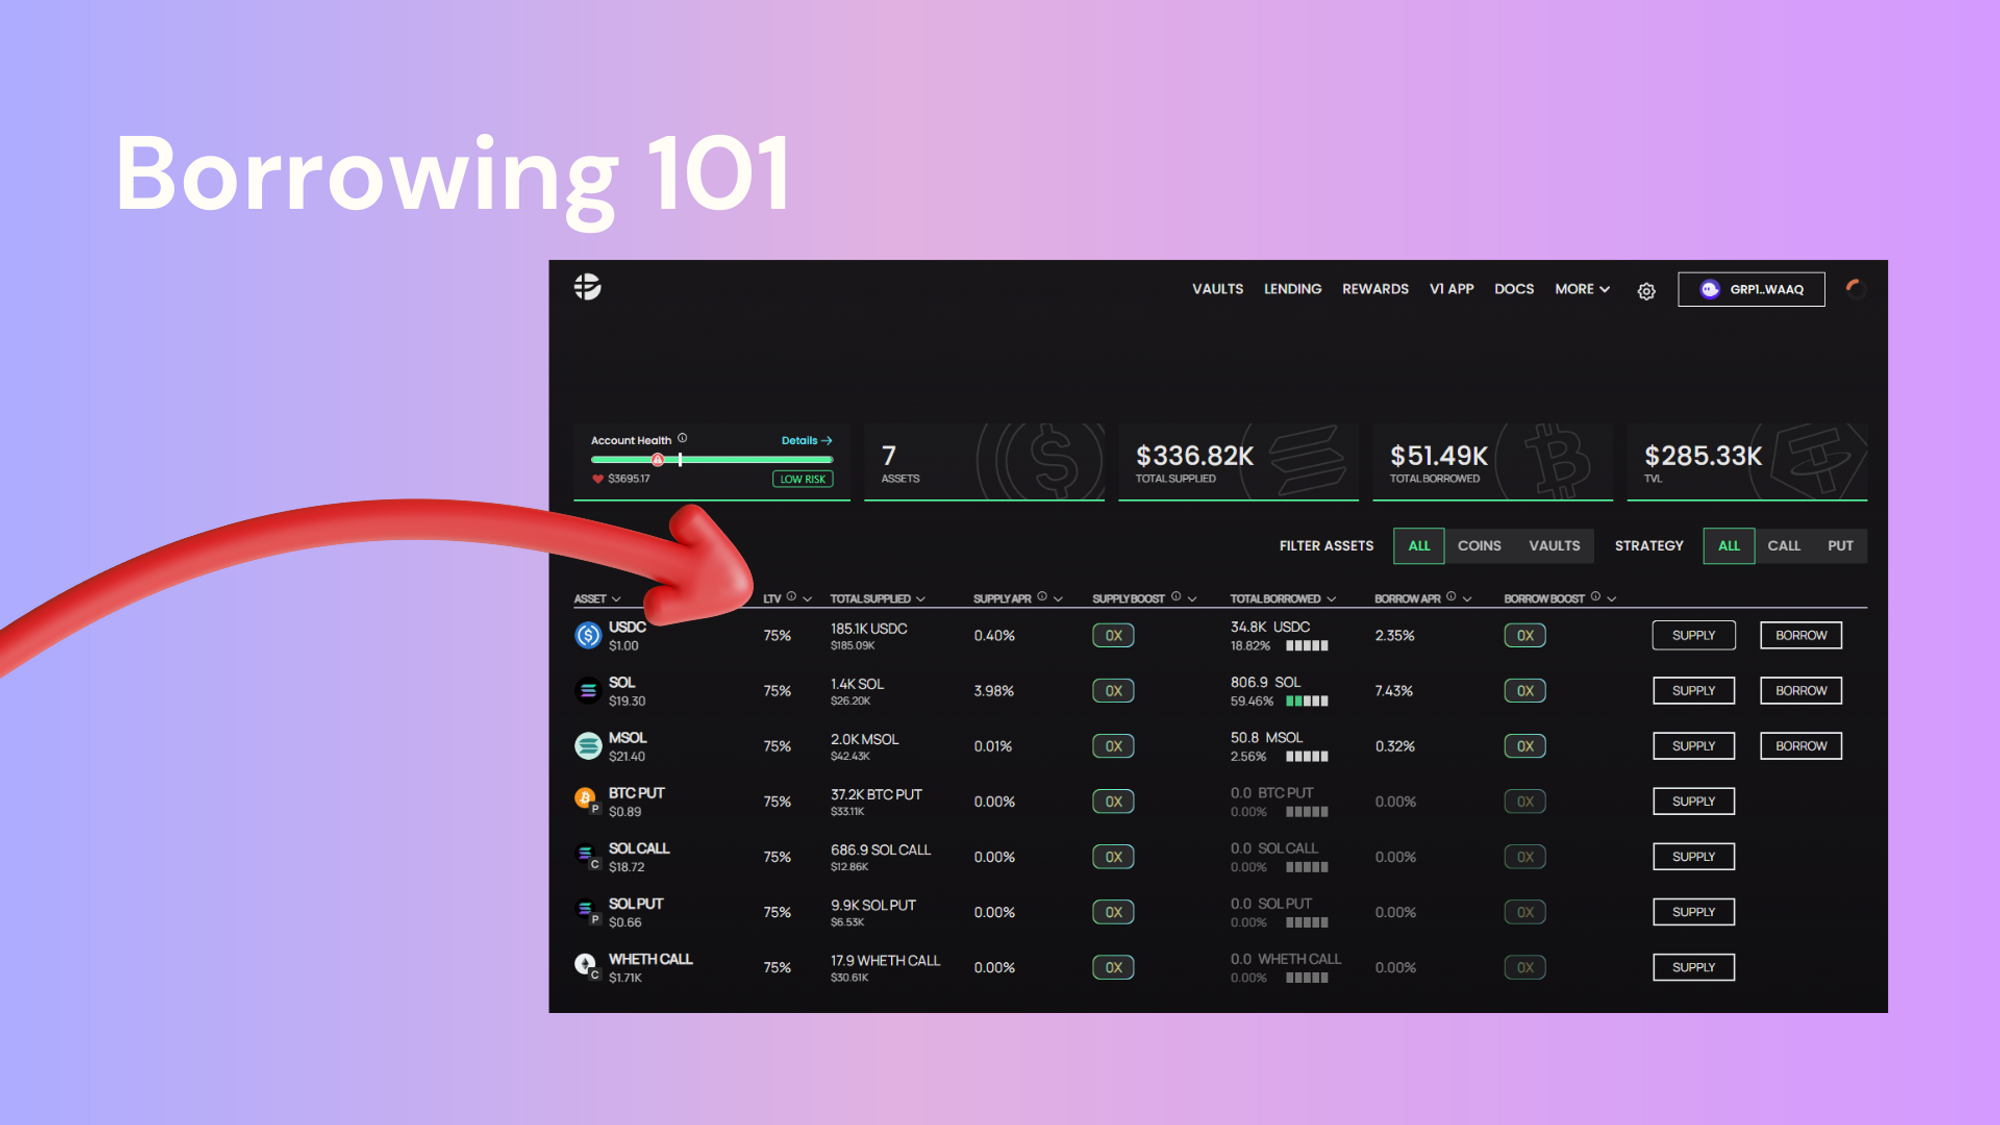 Borrowing 101
VAULTS LENDING REWARDS V1 APP DOCS MORE GRP1..WAAQ
Account Health Details →
$3695.17 LOW RISK
7
ASSETS
$336.82K
TOTAL SUPPLIED
$51.49K
TOTAL BORROWED
$285.33K
TVL
FILTER ASSETS ALL COINS VAULTS STRATEGY ALL CALL PUT
ASSET LTV TOTAL SUPPLIED SUPPLY APR SUPPLY BOOST TOTAL BORROWED BORROW APR BORROW BOOST
USDC 75% 185.1K USDC 0.40% 0X 34.8K USDC 2.35% 0X SUPPLY BORROW
$1.00 $185.09K 18.82%
SOL 75% 1.4K SOL 3.98% 0X 806.9 SOL 7.43% 0X SUPPLY BORROW
$19.30 $26.20K 59.46%
MSOL 75% 2.0K MSOL 0.01% 0X 50.8 MSOL 0.32% 0X SUPPLY BORROW
$21.40 $42.43K 2.56%
BTC PUT 75% 37.2K BTC PUT 0.00% 0X 0.0 BTC PUT 0.00% 0X SUPPLY
P $0.89 $33.11K 0.00%
SOL CALL 75% 686.9 SOL CALL 0.00% 0X 0.0 SOL CALL 0.00% 0X SUPPLY
C $18.72 $12.86K 0.00%
SOL PUT 75% 9.9K SOL PUT 0.00% 0X 0.0 SOL PUT 0.00% 0X SUPPLY
P $0.66 $6.53K 0.00%
WHETH CALL 75% 17.9 WHETH CALL 0.00% 0X 0.0 WHETH CALL 0.00% 0X SUPPLY
C $1.71K $30.61K 0.00%